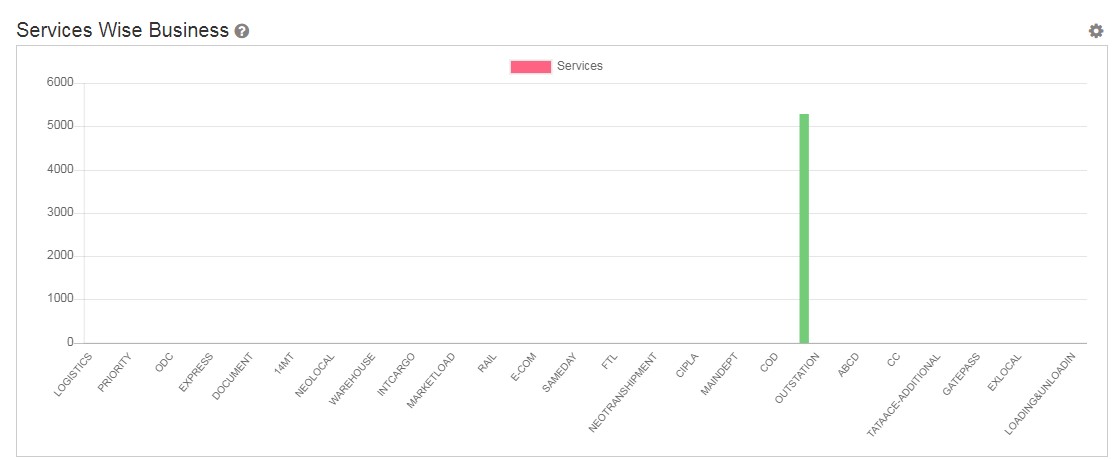 Services Wise Business ?
Services
6000
5000
4000
3000
2000
1000
0
LOGISTICS
PRIORITY
ODC
EXPRESS
DOCUMENT
14MT
NEOLOCAL
WAREHOUSE
INTCARGO
MARKETLOAD
RAIL
E-COM
SAMEDAY
FTL
NEOTRANSHIPMENT
CIPLA
MAINDEPT
COD
OUTSTATION
ABCD
CC
TATAACE-ADDITIONAL
GATEPASS
EXLOCAL
LOADING&UNLOADIN